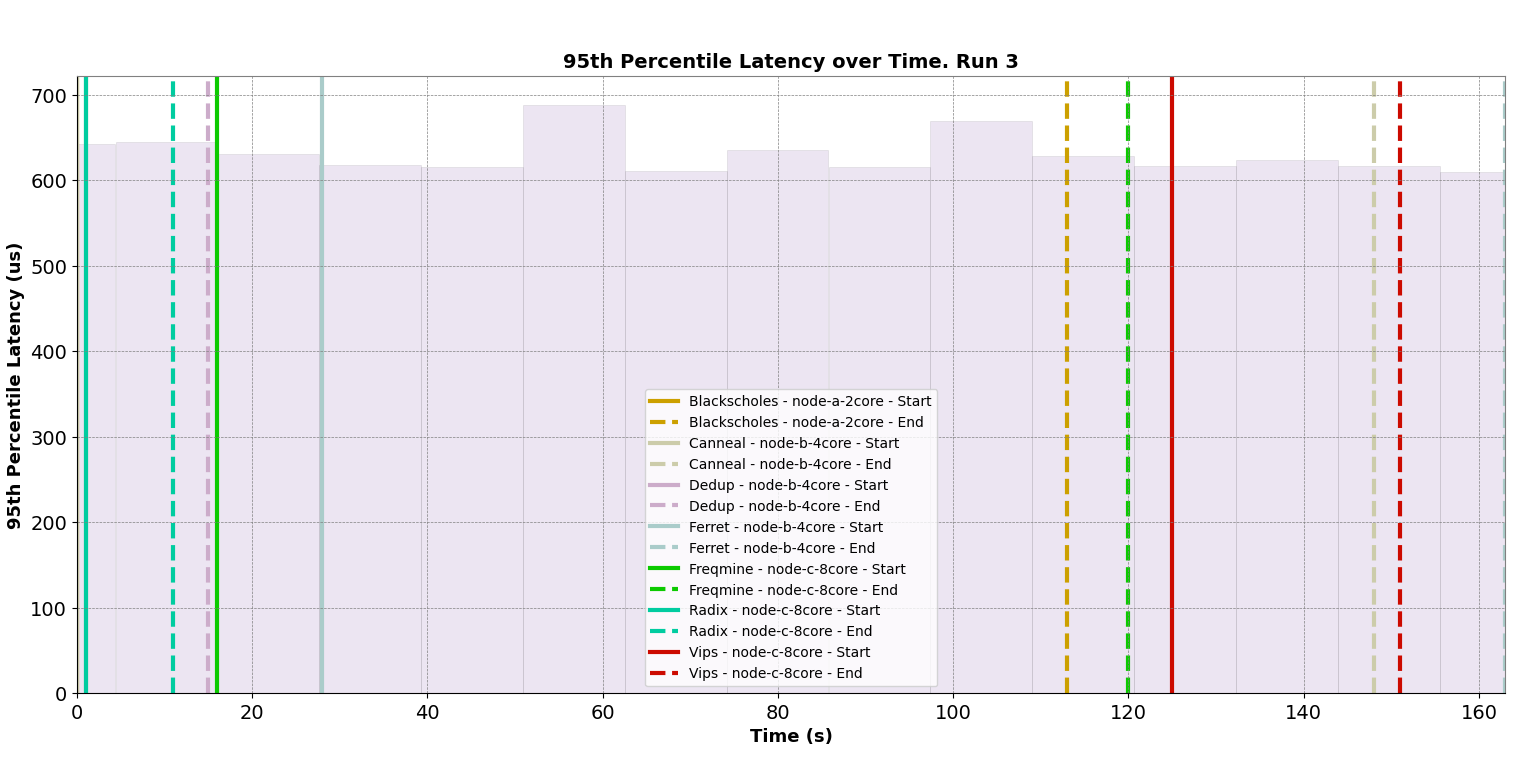 95th Percentile Latency over Time. Run 3
95th Percentile Latency (us)
700
600
500
400
300
200
100
0
Blackscholes - node-a-2core - Start
Blackscholes - node-a-2core - End
Canneal - node-b-4core - Start
Canneal - node-b-4core - End
Dedup - node-b-4core - Start
Dedup - node-b-4core - End
Ferret - node-b-4core - Start
Ferret - node-b-4core - End
Freqmine - node-c-8core - Start
Freqmine - node-c-8core - End
Radix - node-c-8core - Start
Radix - node-c-8core - End
Vips - node-c-8core - Start
Vips - node-c-8core - End
0 20 40 60 80 100 120 140 160
Time (s)